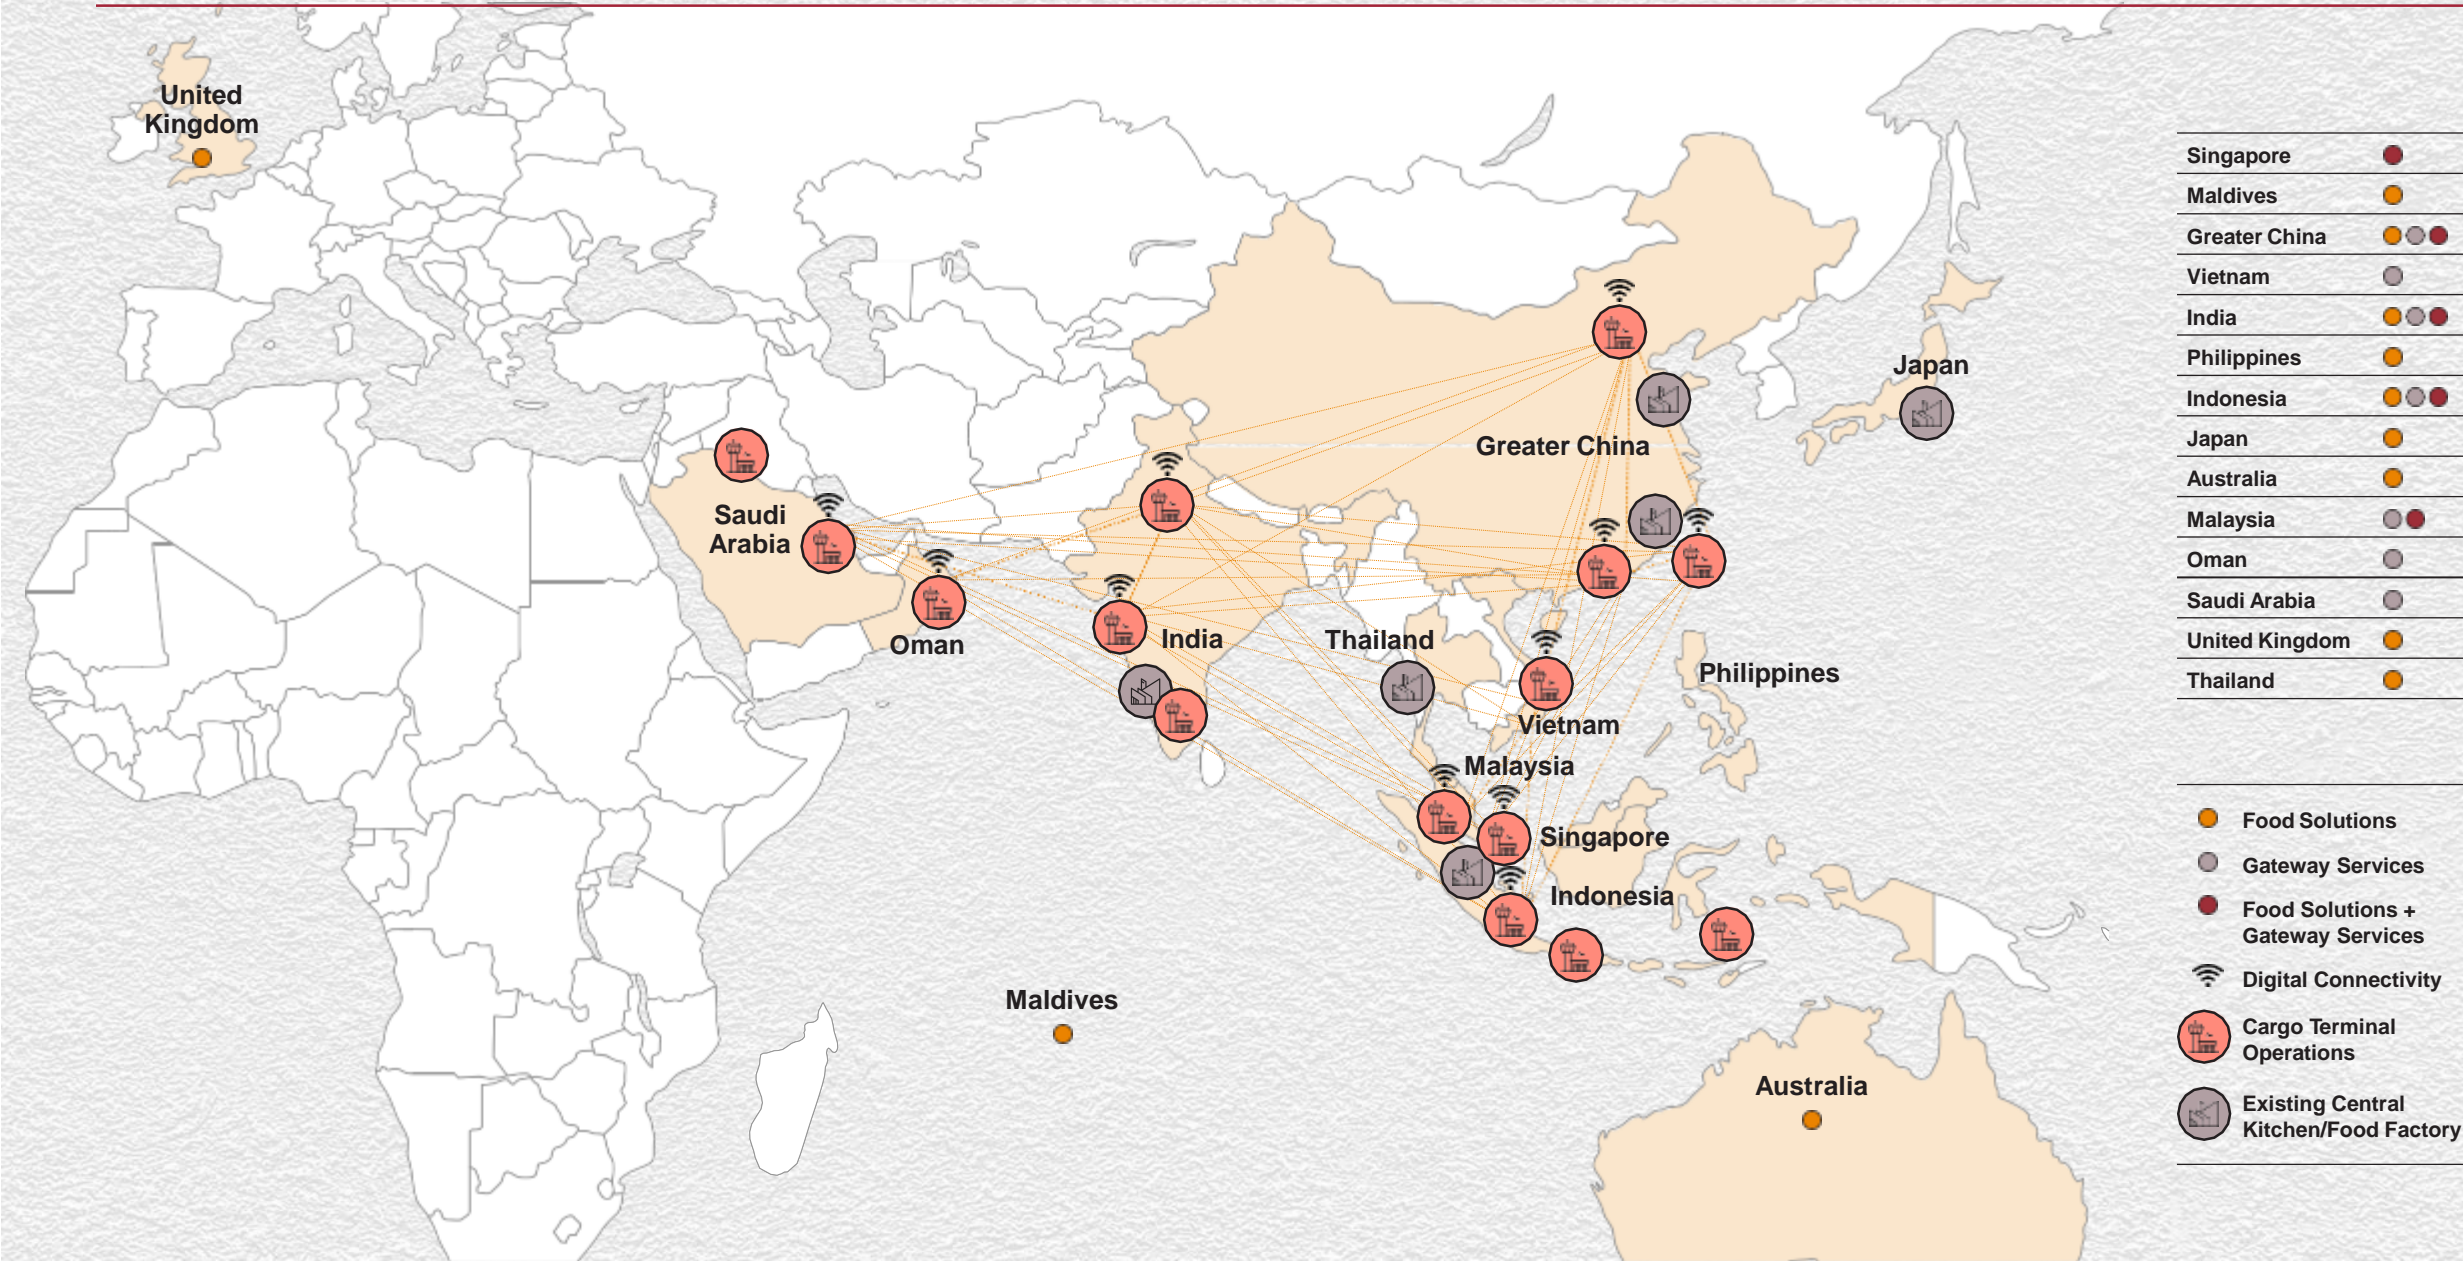 United
Kingdom
Saudi
Arabia
Oman
India
Thailand
Vietnam
Malaysia
Singapore
Indonesia
Philippines
Greater China
Japan
Maldives
Australia
Singapore
Maldives
Greater China
Vietnam
India
Philippines
Indonesia
Japan
Australia
Malaysia
Oman
Saudi Arabia
United Kingdom
Thailand
Food Solutions
Gateway Services
Food Solutions +
Gateway Services
Digital Connectivity
Cargo Terminal
Operations
Existing Central
Kitchen/Food Factory